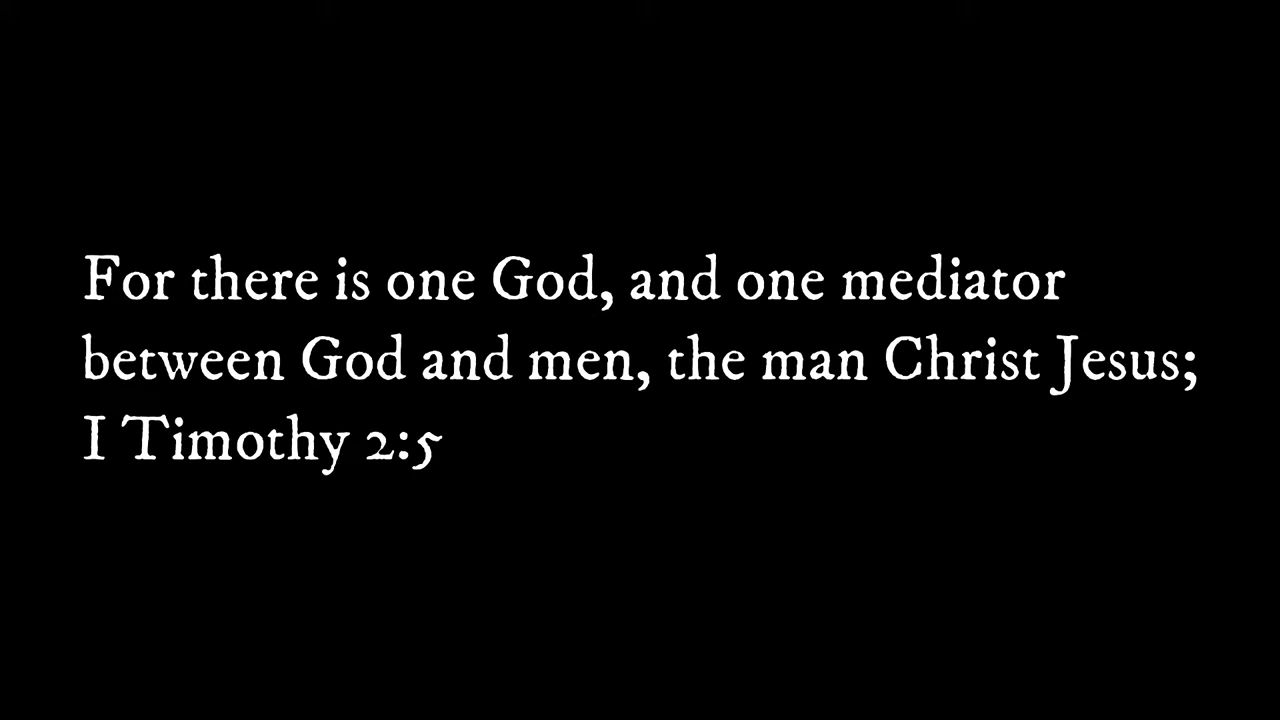 For there is one God, and one mediator
between God and men, the man Christ Jesus;
I Timothy 2:5